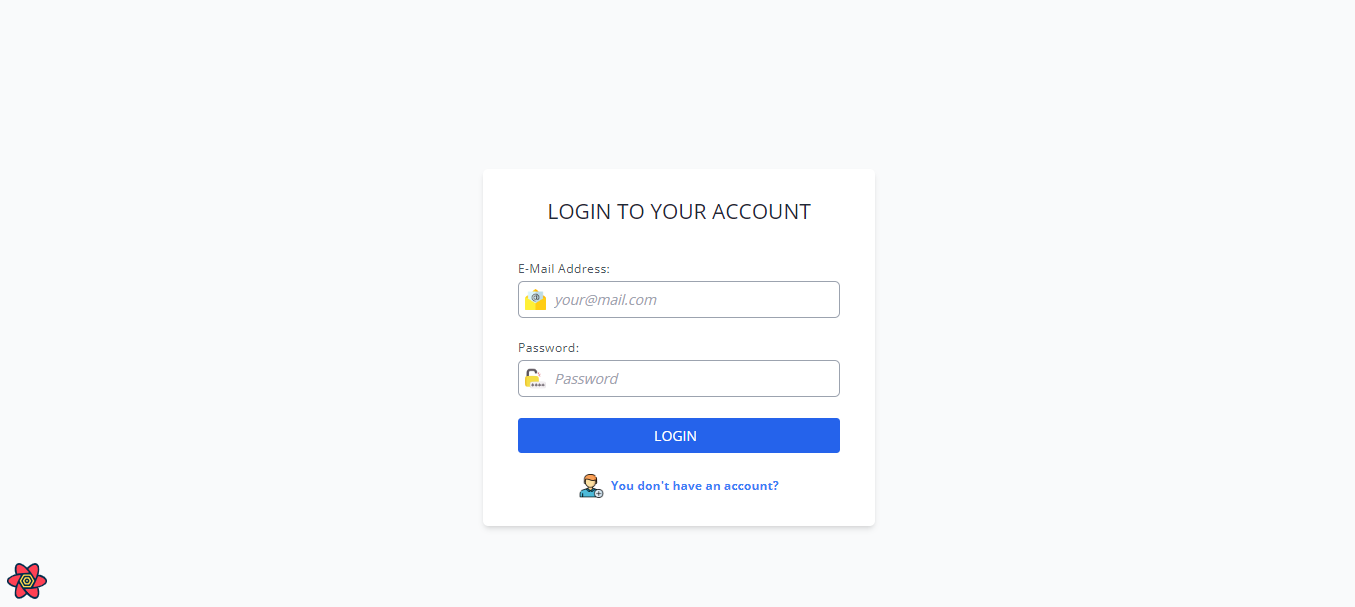 LOGIN TO YOUR ACCOUNT
E-Mail Address:
your@mail.com
Password:
Password
LOGIN
You don't have an account?